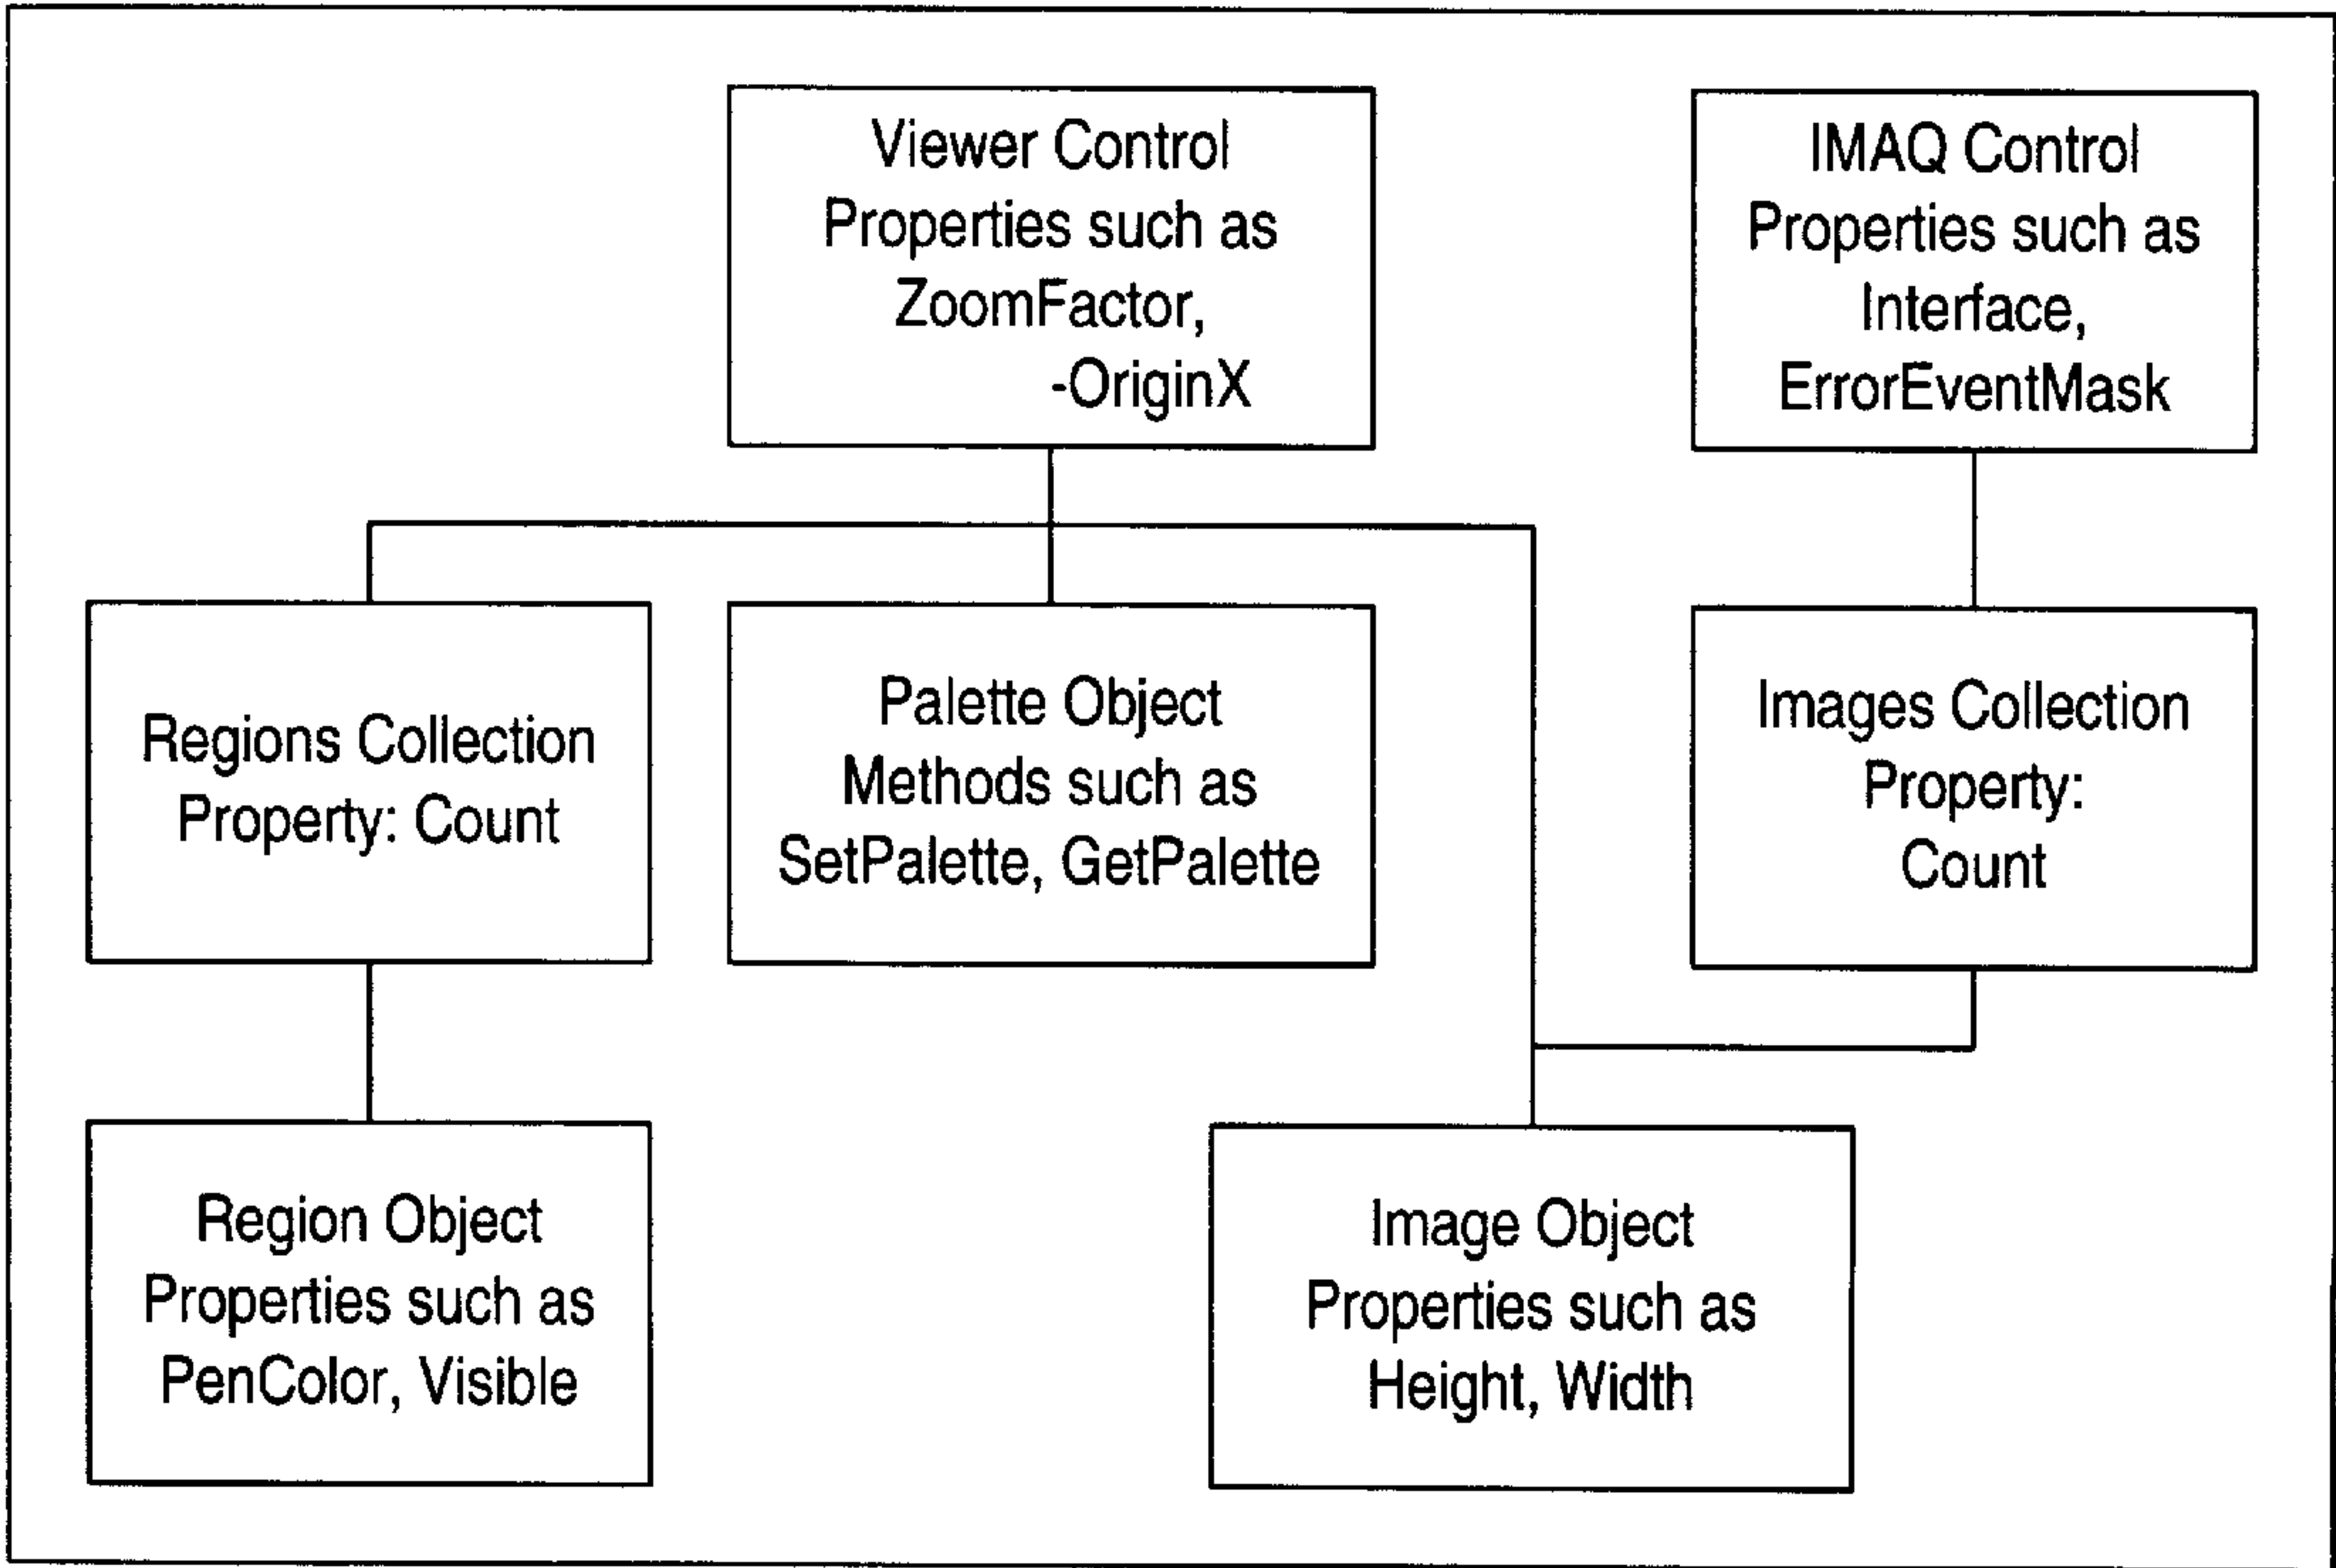 Viewer Control
Properties such as
ZoomFactor,
-OriginX
IMAQ Control
Properties such as
Interface,
ErrorEventMask
Regions Collection
Property: Count
Palette Object
Methods such as
SetPalette, GetPalette
Images Collection
Property:
Count
Region Object
Properties such as
PenColor, Visible
Image Object
Properties such as
Height, Width